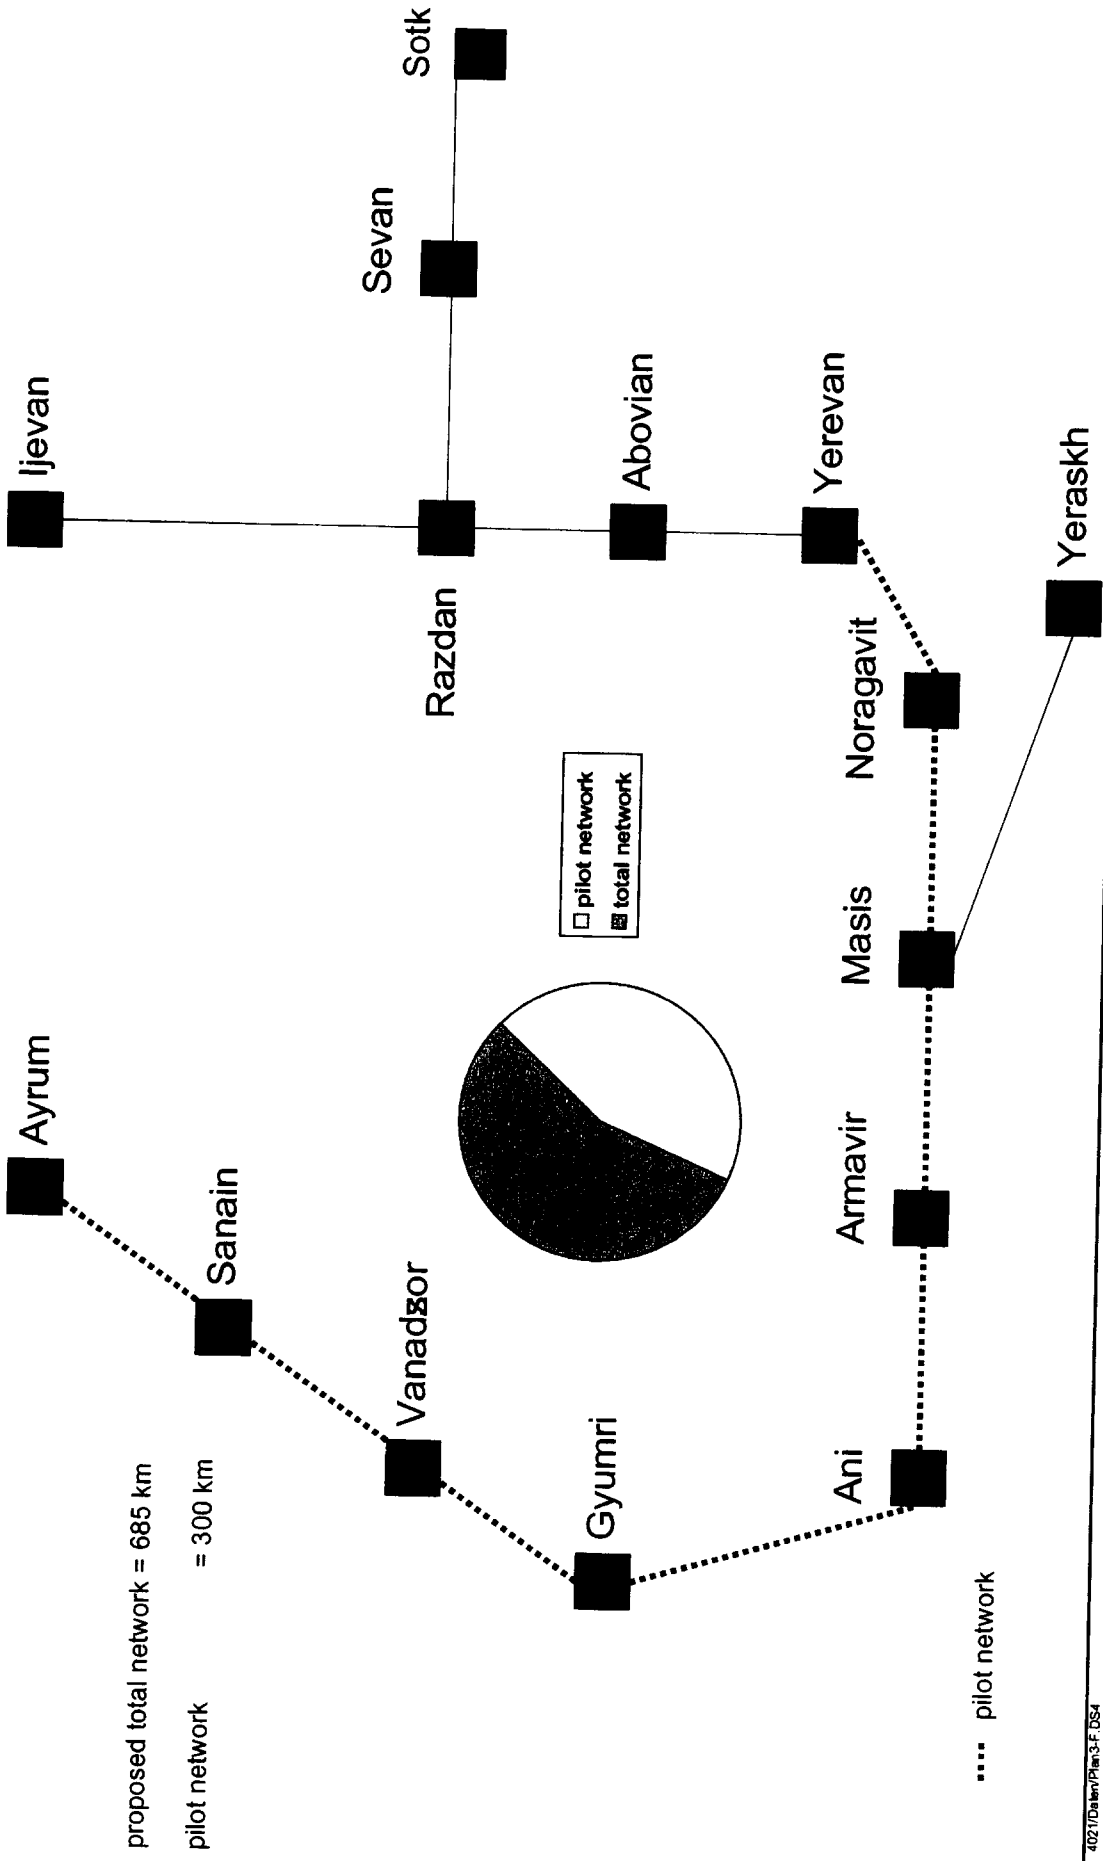 proposed total network = 685 km
pilot network = 300 km
Ayrum
Ijevan
Sanain
Vanadzor
Sevan
Sotk
Razdan
Gyumri
pilot network
total network
Abovian
Yerevan
Ani
Armavir
Masis
Noragavit
Yeraskh
pilot network
4021/Daten/Plan3-F.DS4